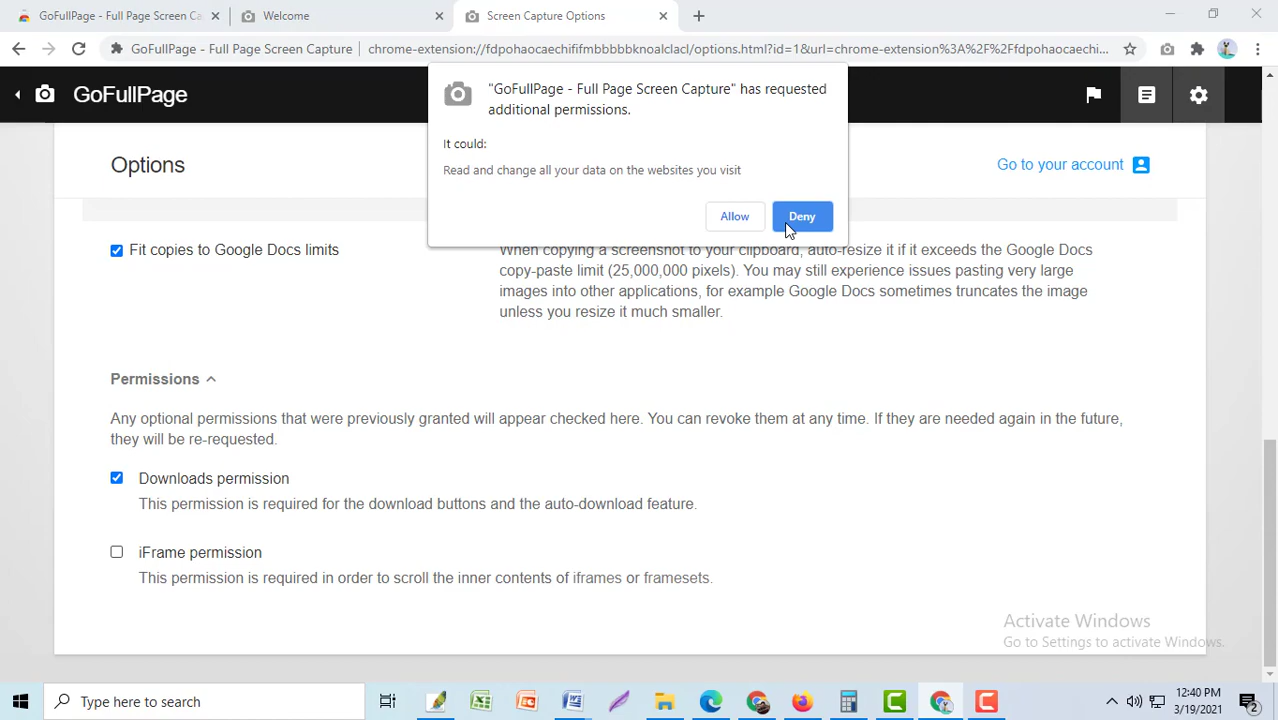 GoFullPage - Full Page Screen Ca
Welcome
Screen Capture Options
GoFullPage - Full Page Screen Capture
chrome-extension://fdpohaocaechififmbbbbbknoalclacl/options.html?id=1&url=chrome-extension%3A%2F%2Ffdpohaocaechi...
GoFullPage
"GoFullPage - Full Page Screen Capture" has requested
additional permissions.
It could:
Read and change all your data on the websites you visit
Allow
Deny
Options
Go to your account
Fit copies to Google Docs limits
When copying a screenshot to your clipboard, auto-resize it if it exceeds the Google Docs
copy-paste limit (25,000,000 pixels). You may still experience issues pasting very large
images into other applications, for example Google Docs sometimes truncates the image
unless you resize it much smaller.
Permissions
Any optional permissions that were previously granted will appear checked here. You can revoke them at any time. If they are needed again in the future,
they will be re-requested.
Downloads permission
This permission is required for the download buttons and the auto-download feature.
iFrame permission
This permission is required in order to scroll the inner contents of iframes or framesets.
Activate Windows
Go to Settings to activate Windows.
Type here to search
12:40 PM
3/19/2021
2